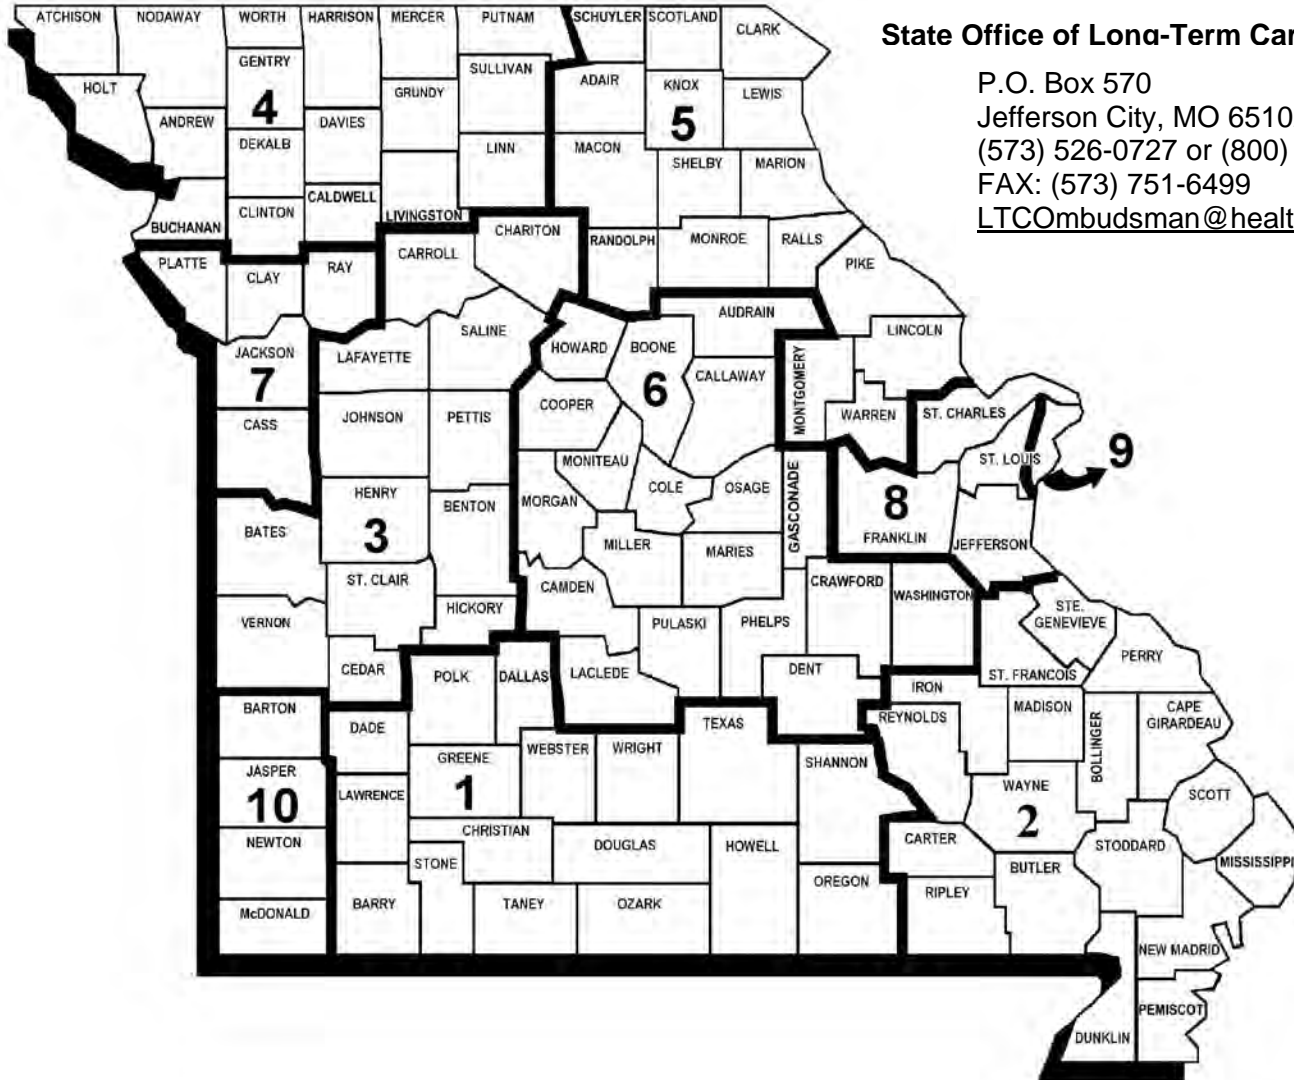 State Office of Long-Term Car
P.O. Box 570
Jefferson City, MO 6510
(573) 526-0727 or (800)
FAX: (573) 751-6499
LTCOmbudsman@healt
ATCHISON NODAWAY WORTH HARRISON MERCER PUTNAM SCHUYLER SCOTLAND CLARK
HOLT GENTRY SULLIVAN ADAIR KNOX LEWIS
GRUNDY
4 5
ANDREW DAVIES
DEKALB LINN MACON SHELBY MARION
BUCHANAN CLINTON CALDWELL LIVINGSTON CHARITON
PLATTE CLAY RAY CARROLL RANDOLPH MONROE RALLS PIKE
AUDRAIN
JACKSON LAFAYETTE SALINE HOWARD BOONE LINCOLN
7 6
CALLAWAY MONTGOMERY
CASS JOHNSON PETTIS COOPER WARREN ST. CHARLES
MONITEAU ST. LOUIS 9
HENRY BENTON MORGAN COLE OSAGE GASCONADE
3 8
BATES MILLER MARIES FRANKLIN JEFFERSON
ST. CLAIR CAMDEN CRAWFORD WASHINGTON
VERNON HICKORY PULASKI PHELPS STE.
GENEVIEVE
CEDAR POLK DALLAS LACLEDE DENT ST. FRANCOIS PERRY
IRON
BARTON DADE TEXAS REYNOLDS MADISON BOLLINGER CAPE
GIRARDEAU
JASPER GREENE WEBSTER WRIGHT SHANNON
10 1
LAWRENCE WAYNE SCOTT
2
NEWTON CHRISTIAN DOUGLAS HOWELL CARTER STODDARD
STONE BUTLER MISSISSIPPI
McDONALD BARRY TANEY OZARK OREGON RIPLEY
NEW MADRID
PEMISCOT
DUNKLIN